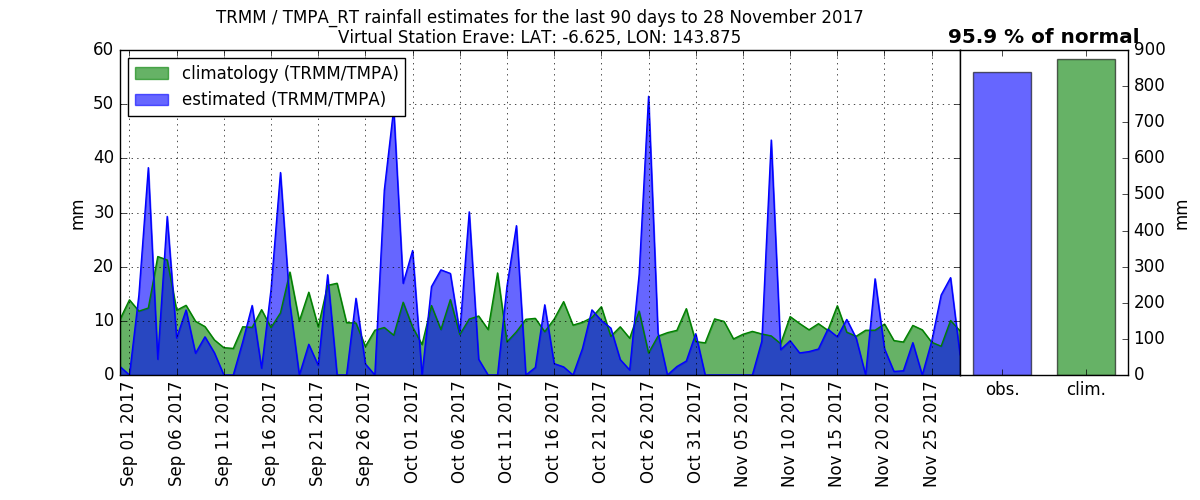 TRMM / TMPA_RT rainfall estimates for the last 90 days to 28 November 2017
Virtual Station Erave: LAT: -6.625, LON: 143.875
95.9 % of normal
climatology (TRMM/TMPA)
estimated (TRMM/TMPA)
60
50
40
30
20
10
0
mm
900
800
700
600
500
400
300
200
100
0
mm
obs.
clim.
Sep 01 2017
Sep 06 2017
Sep 11 2017
Sep 16 2017
Sep 21 2017
Sep 26 2017
Oct 01 2017
Oct 06 2017
Oct 11 2017
Oct 16 2017
Oct 21 2017
Oct 26 2017
Oct 31 2017
Nov 05 2017
Nov 10 2017
Nov 15 2017
Nov 20 2017
Nov 25 2017